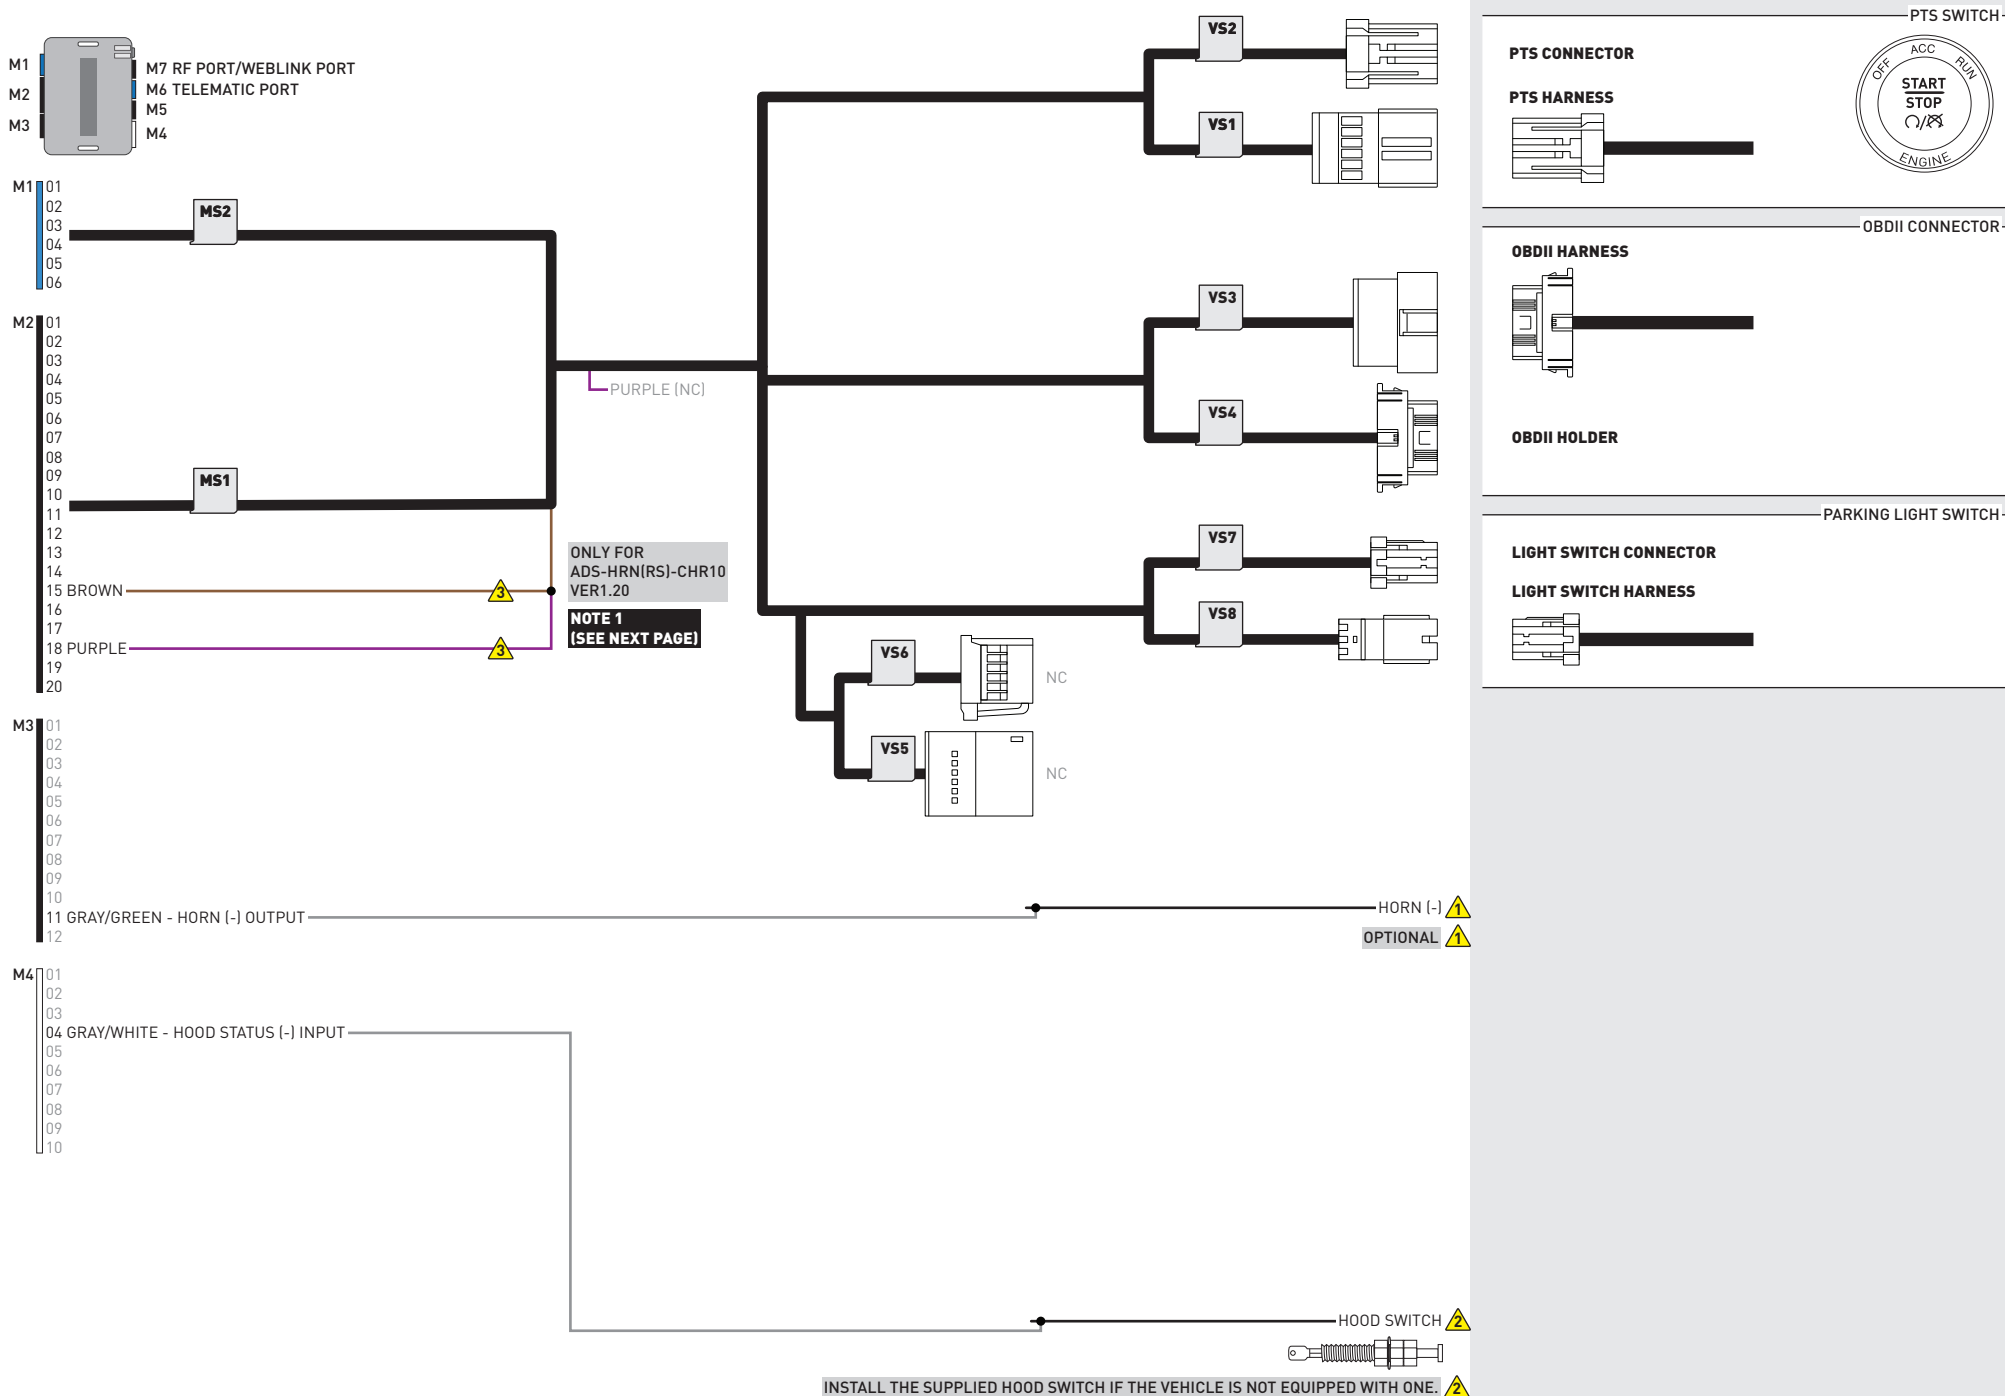 M1
M2
M3
M7 RF PORT/WEBLINK PORT
M6 TELEMATIC PORT
M5
M4
M1
01
02
03
04
05
06
MS2
M2
01
02
03
04
05
06
07
08
09
10
11
12
13
14
15 BROWN
16
17
18 PURPLE
19
20
MS1
3
3
PURPLE (NC)
ONLY FOR
ADS-HRN(RS)-CHR10
VER1.20
NOTE 1
(SEE NEXT PAGE)
M3
01
02
03
04
05
06
07
08
09
10
11 GRAY/GREEN - HORN (-) OUTPUT
12
M4
01
02
03
04 GRAY/WHITE - HOOD STATUS (-) INPUT
05
06
07
08
09
10
VS2
VS1
VS3
VS4
VS7
VS8
VS6
NC
VS5
NC
HORN (-) 1
OPTIONAL 1
HOOD SWITCH 2
INSTALL THE SUPPLIED HOOD SWITCH IF THE VEHICLE IS NOT EQUIPPED WITH ONE. 2
PTS SWITCH
PTS CONNECTOR
PTS HARNESS
OFF
ACC
RUN
START
STOP
ENGINE
OBDII CONNECTOR
OBDII HARNESS
OBDII HOLDER
PARKING LIGHT SWITCH
LIGHT SWITCH CONNECTOR
LIGHT SWITCH HARNESS